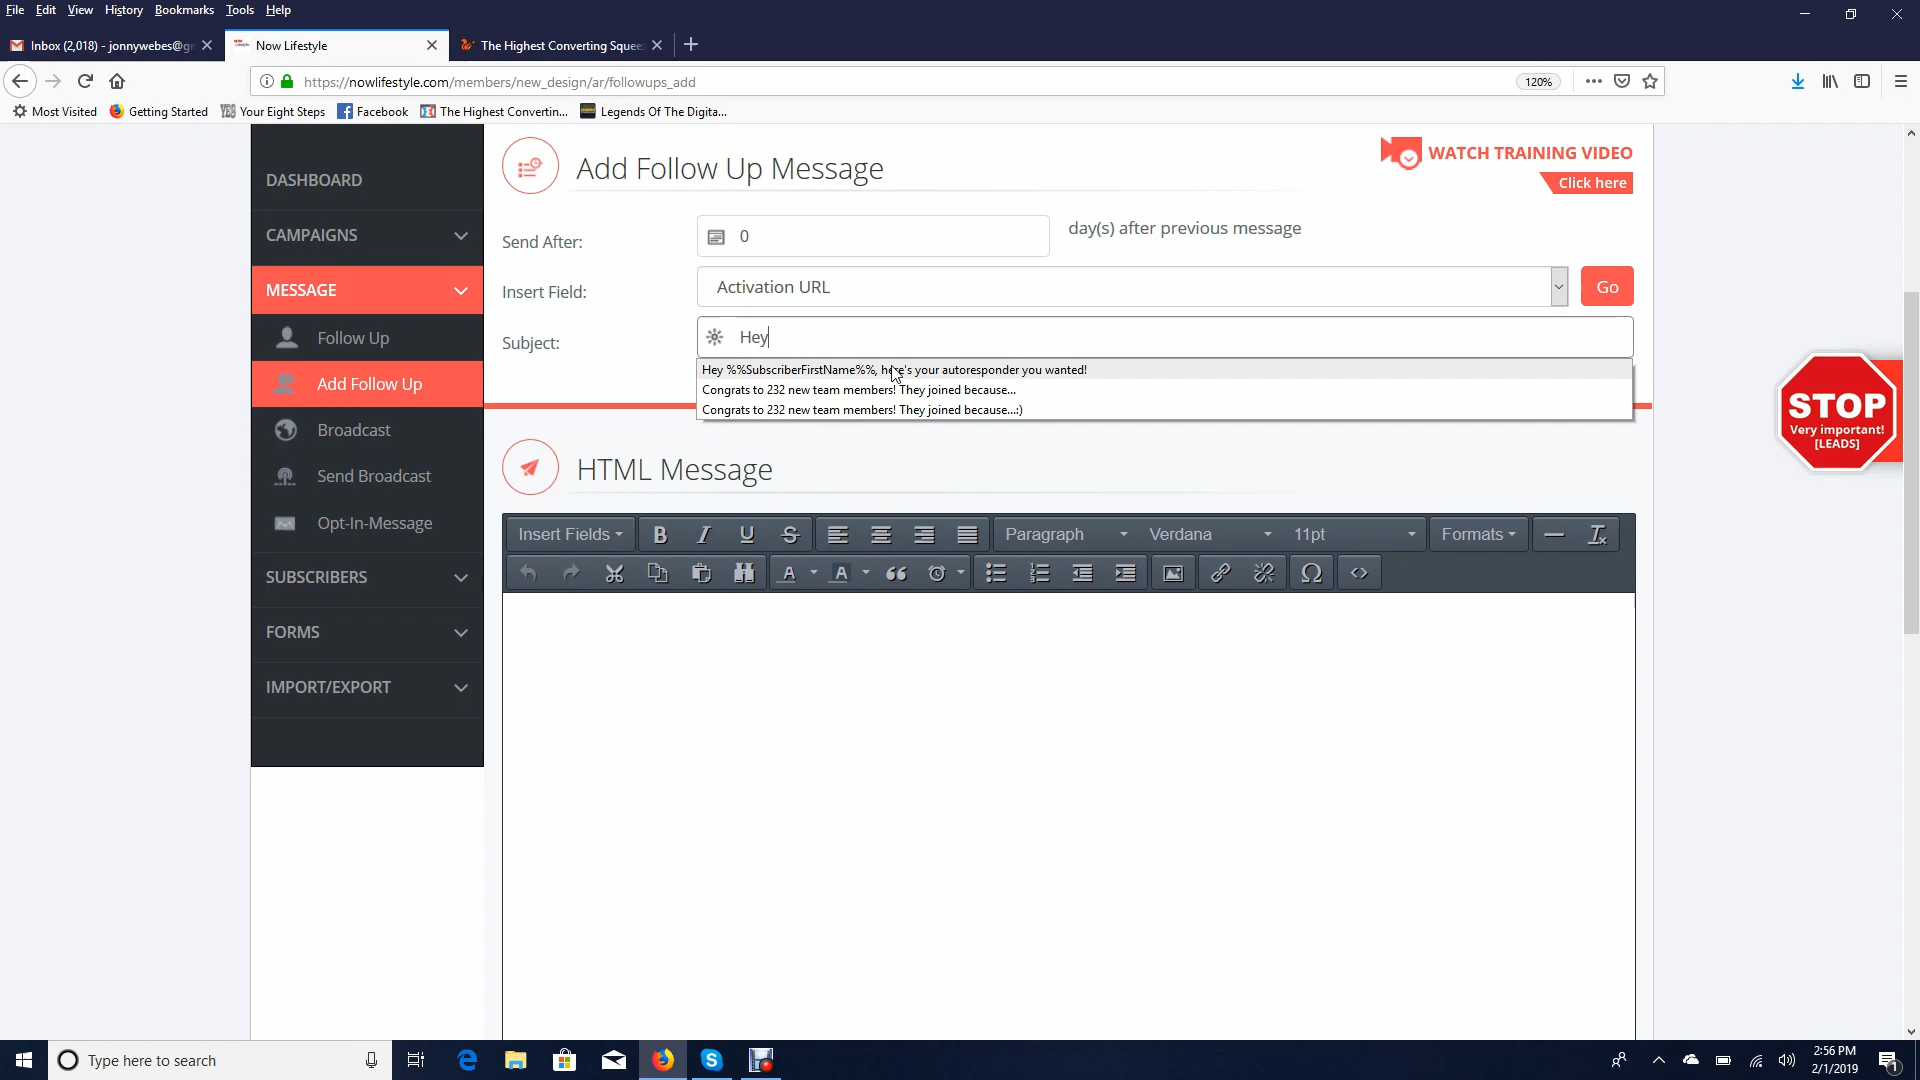 File Edit View History Bookmarks Tools Help
Inbox (2,018) - jonnywebes@g
Now Lifestyle
The Highest Converting Squee
https://nowlifestyle.com/members/new_design/ar/followups_add
120%
Most Visited
Getting Started
Your Eight Steps
Facebook
The Highest Convertin...
Legends Of The Digita...
DASHBOARD
CAMPAIGNS
MESSAGE
Follow Up
Add Follow Up
Broadcast
Send Broadcast
Opt-In-Message
SUBSCRIBERS
FORMS
IMPORT/EXPORT
Add Follow Up Message
WATCH TRAINING VIDEO
Click here
Send After:
0
day(s) after previous message
Insert Field:
Activation URL
Go
Subject:
Hey
Hey %%SubscriberFirstName%%, here's your autoresponder you wanted!
Congrats to 232 new team members! They joined because...
Congrats to 232 new team members! They joined because...:)
STOP
Very important!
[LEADS]
HTML Message
Insert Fields
B I U S
Paragraph
Verdana
11pt
Formats
Type here to search
2:56 PM
2/1/2019
1